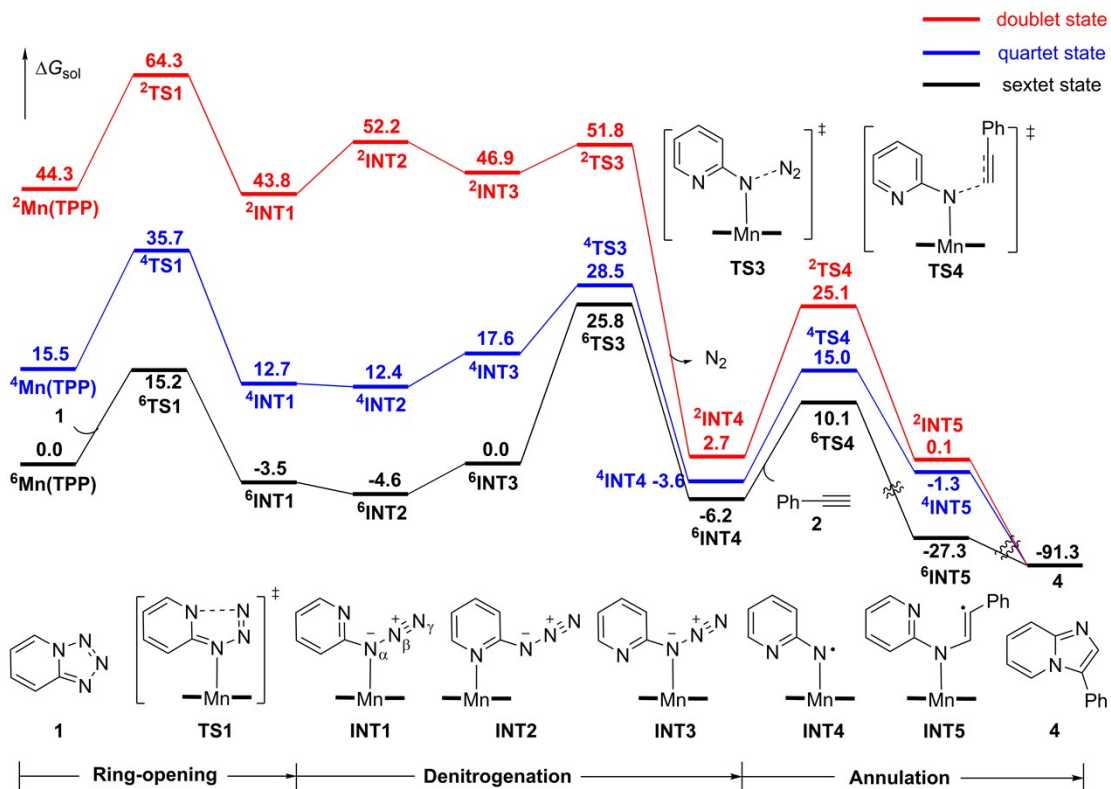 doublet state
quartet state
sextet state
ΔG_sol
64.3
²TS1
44.3
²Mn(TPP)
43.8
²INT1
52.2
²INT2
46.9
²INT3
51.8
²TS3
N
N
N₂
Mn
‡
TS3
Ph
N
N
Mn
‡
TS4
35.7
⁴TS1
15.5
⁴Mn(TPP)
12.7
⁴INT1
12.4
⁴INT2
17.6
⁴INT3
⁴TS3
28.5
25.8
⁶TS3
N₂
²TS4
25.1
⁴TS4
15.0
10.1
⁶TS4
1
0.0
⁶Mn(TPP)
15.2
⁶TS1
-3.5
⁶INT1
-4.6
⁶INT2
0.0
⁶INT3
²INT4
2.7
⁴INT4 -3.6
-6.2
⁶INT4
Ph
2
²INT5
0.1
-1.3
⁴INT5
-27.3
⁶INT5
-91.3
4
N
N
N
N
1
N
N
N
N
Mn
‡
TS1
N
−
N
α
+
N
β
N
γ
Mn
INT1
N
−
N
+
N
N
Mn
INT2
N
−
N
+
N
N
Mn
INT3
N
N
•
Mn
INT4
N
N
•
Ph
Mn
INT5
N
N
Ph
4
Ring-opening
Denitrogenation
Annulation